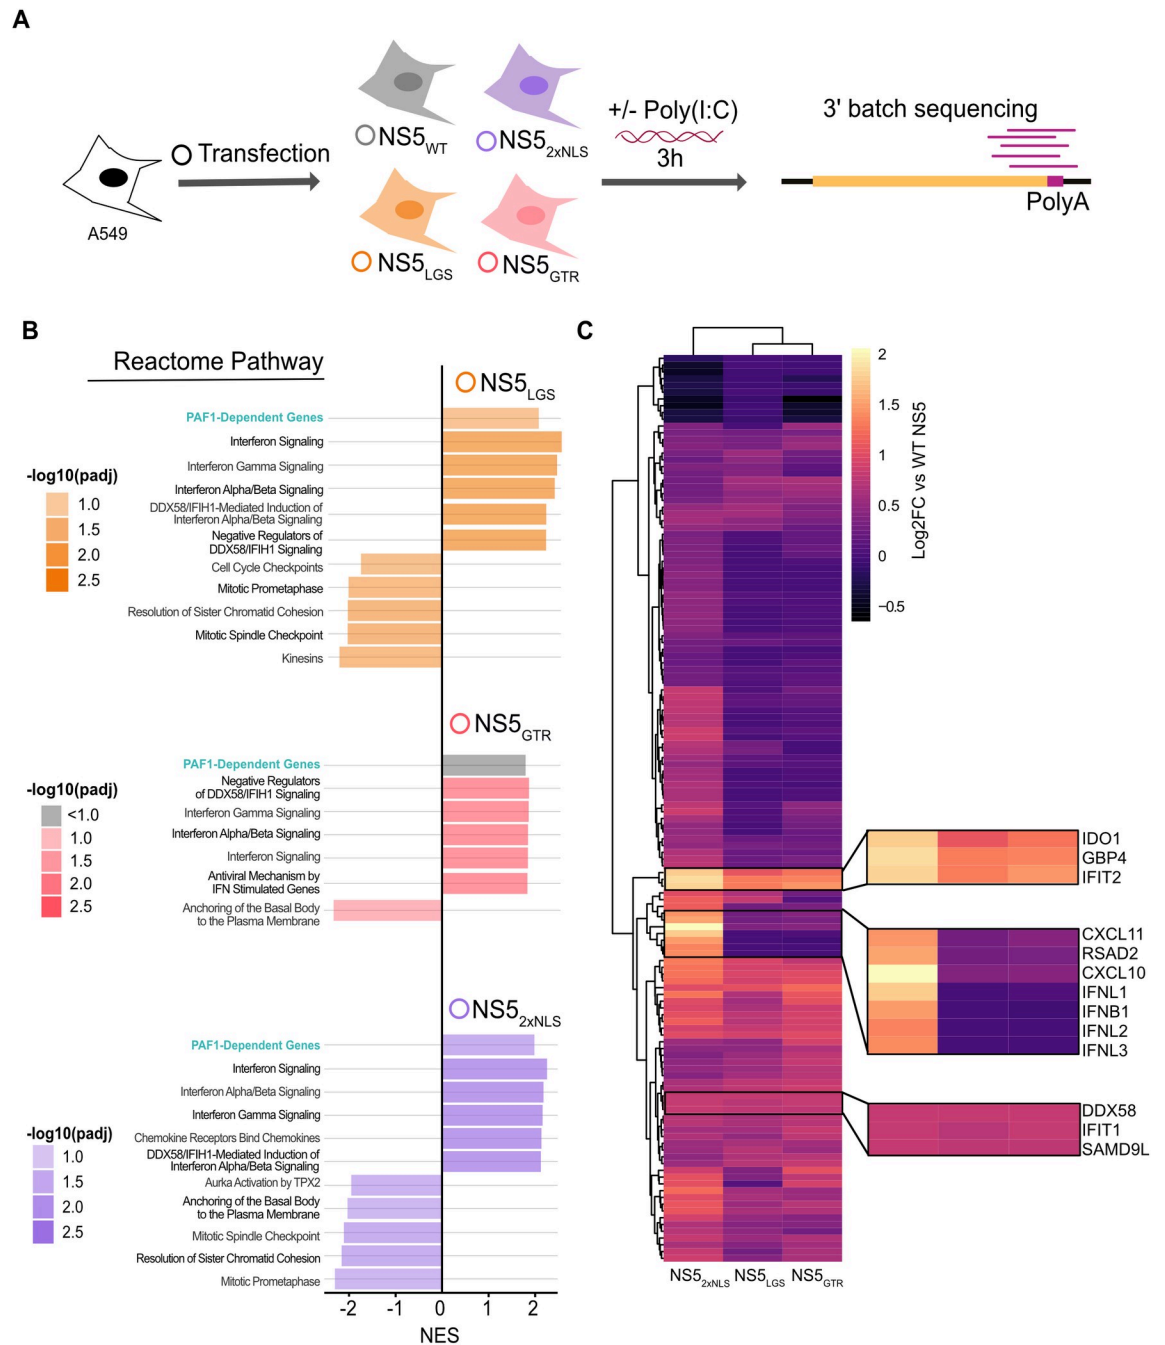 A
A549
Transfection
NS5WT
NS52xNLS
NS5LGS
NS5GTR
+/- Poly(I:C)
3h
3' batch sequencing
PolyA
B
Reactome Pathway
NS5LGS
PAF1-Dependent Genes
Interferon Signaling
Interferon Gamma Signaling
Interferon Alpha/Beta Signaling
DDX58/IFIH1-Mediated Induction of
Interferon Alpha/Beta Signaling
Negative Regulators of
DDX58/IFIH1 Signaling
Cell Cycle Checkpoints
Mitotic Prometaphase
Resolution of Sister Chromatid Cohesion
Mitotic Spindle Checkpoint
Kinesins
-log10(padj)
1.0
1.5
2.0
2.5
NS5GTR
PAF1-Dependent Genes
Negative Regulators
of DDX58/IFIH1 Signaling
Interferon Gamma Signaling
Interferon Alpha/Beta Signaling
Interferon Signaling
Antiviral Mechanism by
IFN Stimulated Genes
Anchoring of the Basal Body
to the Plasma Membrane
-log10(padj)
<1.0
1.0
1.5
2.0
2.5
NS52xNLS
PAF1-Dependent Genes
Interferon Signaling
Interferon Alpha/Beta Signaling
Interferon Gamma Signaling
Chemokine Receptors Bind Chemokines
DDX58/IFIH1-Mediated Induction of
Interferon Alpha/Beta Signaling
Aurka Activation by TPX2
Anchoring of the Basal Body
to the Plasma Membrane
Mitotic Spindle Checkpoint
Resolution of Sister Chromatid Cohesion
Mitotic Prometaphase
-log10(padj)
1.0
1.5
2.0
2.5
-2 -1 0 1 2
NES
C
2
1.5
1
0.5
0
−0.5
Log2FC vs WT NS5
IDO1
GBP4
IFIT2
CXCL11
RSAD2
CXCL10
IFNL1
IFNB1
IFNL2
IFNL3
DDX58
IFIT1
SAMD9L
NS52xNLS NS5LGS NS5GTR